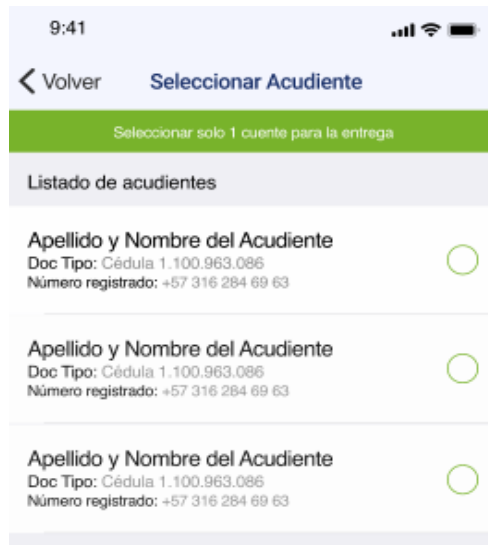 9:41
Volver
Seleccionar Acudiente
Seleccionar solo 1 cuente para la entrega
Listado de acudientes
Apellido y Nombre del Acudiente
Doc Tipo: Cédula 1.100.963.086
Número registrado: +57 316 284 69 63
Apellido y Nombre del Acudiente
Doc Tipo: Cédula 1.100.963.086
Número registrado: +57 316 284 69 63
Apellido y Nombre del Acudiente
Doc Tipo: Cédula 1.100.963.086
Número registrado: +57 316 284 69 63